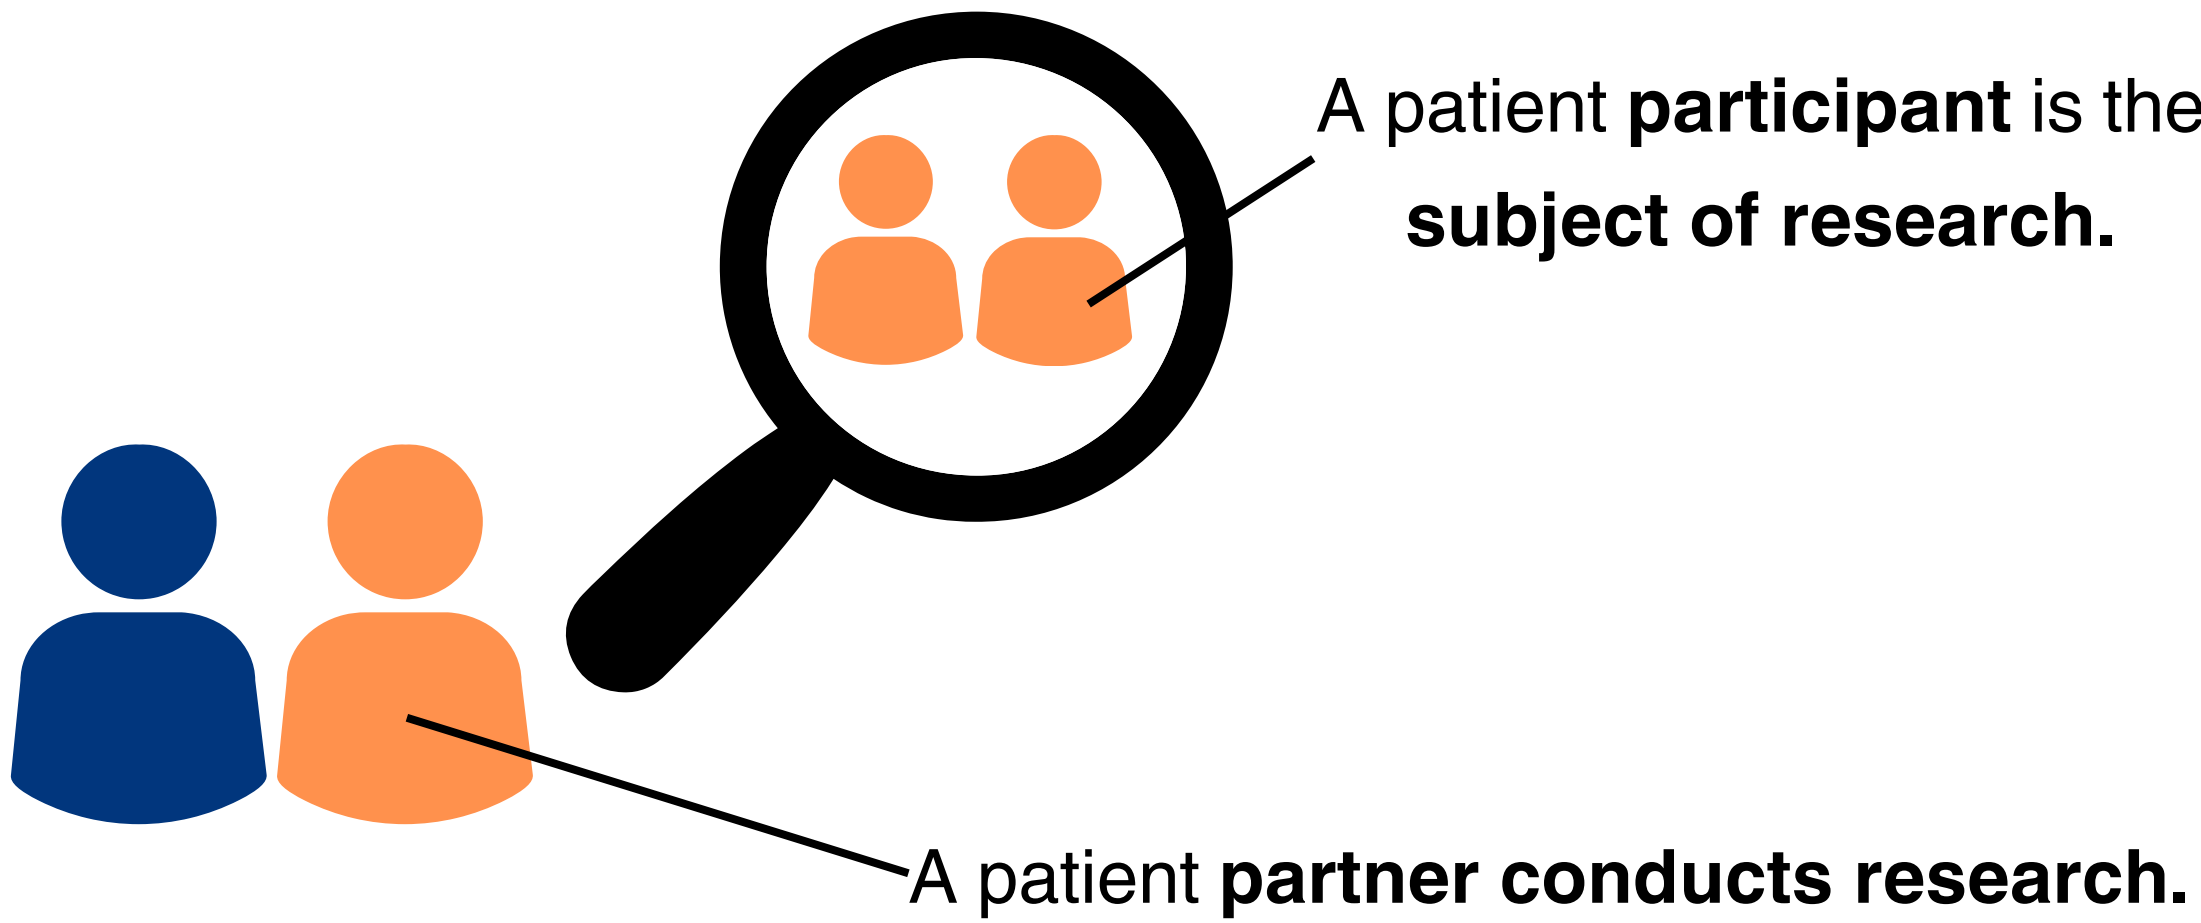 A patient participant is the
subject of research.
A patient partner conducts research.